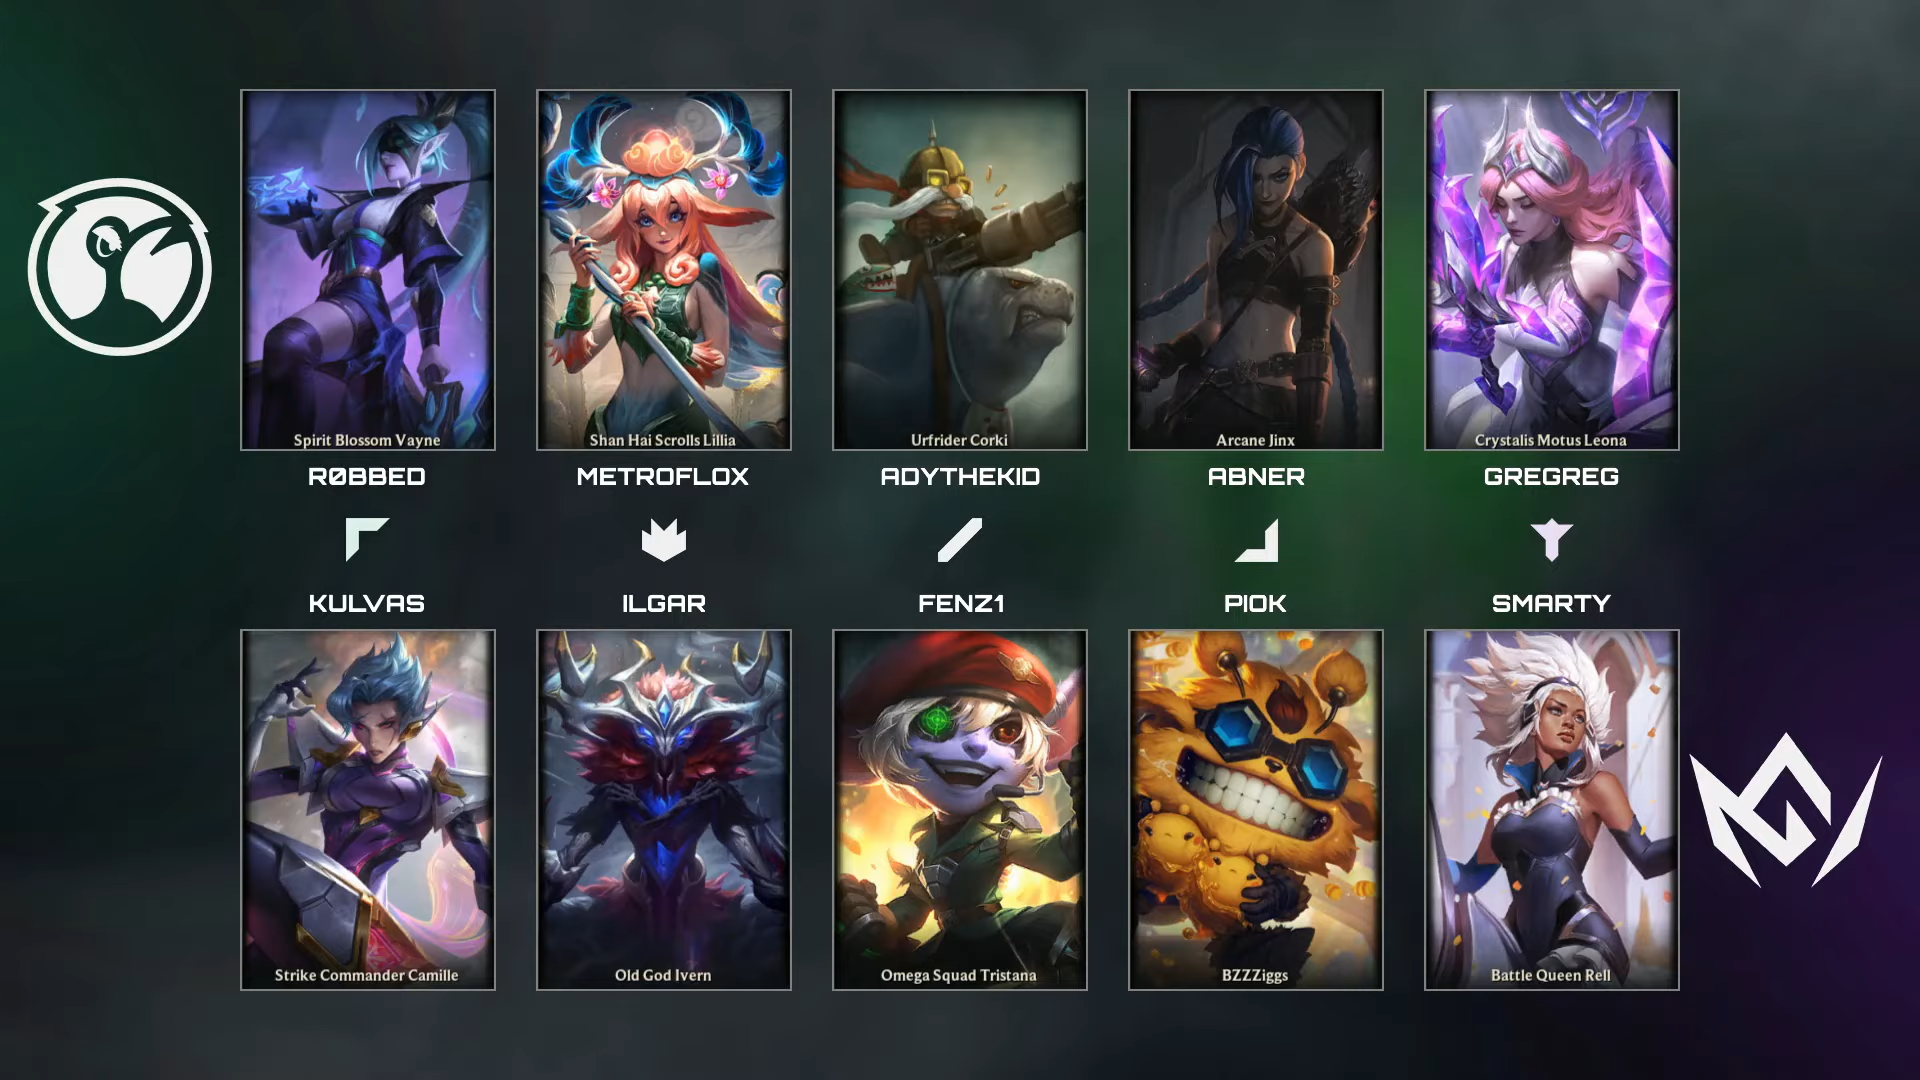 Spirit Blossom Vayne
Shan Hai Scrolls Lillia
Urfrider Corki
Arcane Jinx
Crystalis Motus Leona
RØBBED
METROFLOX
ADYTHEKID
ABNER
GREGREG
KULVAS
ILGAR
FENZ1
PIOK
SMARTY
Strike Commander Camille
Old God Ivern
Omega Squad Tristana
BZZZiggs
Battle Queen Rell